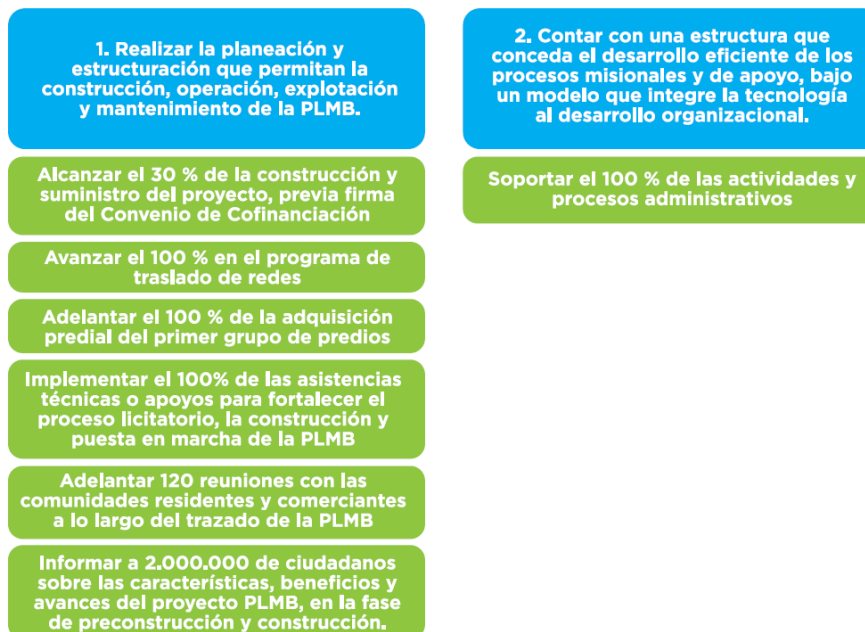 1. Realizar la planeación y
estructuración que permitan la
construcción, operación, explotación
y mantenimiento de la PLMB.
Alcanzar el 30 % de la construcción y
suministro del proyecto, previa firma
del Convenio de Cofinanciación
Avanzar el 100 % en el programa de
traslado de redes
Adelantar el 100 % de la adquisición
predial del primer grupo de predios
Implementar el 100% de las asistencias
técnicas o apoyos para fortalecer el
proceso licitatorio, la construcción y
puesta en marcha de la PLMB
Adelantar 120 reuniones con las
comunidades residentes y comerciantes
a lo largo del trazado de la PLMB
Informar a 2.000.000 de ciudadanos
sobre las características, beneficios y
avances del proyecto PLMB, en la fase
de preconstrucción y construcción.
2. Contar con una estructura que
conceda el desarrollo eficiente de los
procesos misionales y de apoyo, bajo
un modelo que integre la tecnología
al desarrollo organizacional.
Soportar el 100 % de las actividades y
procesos administrativos